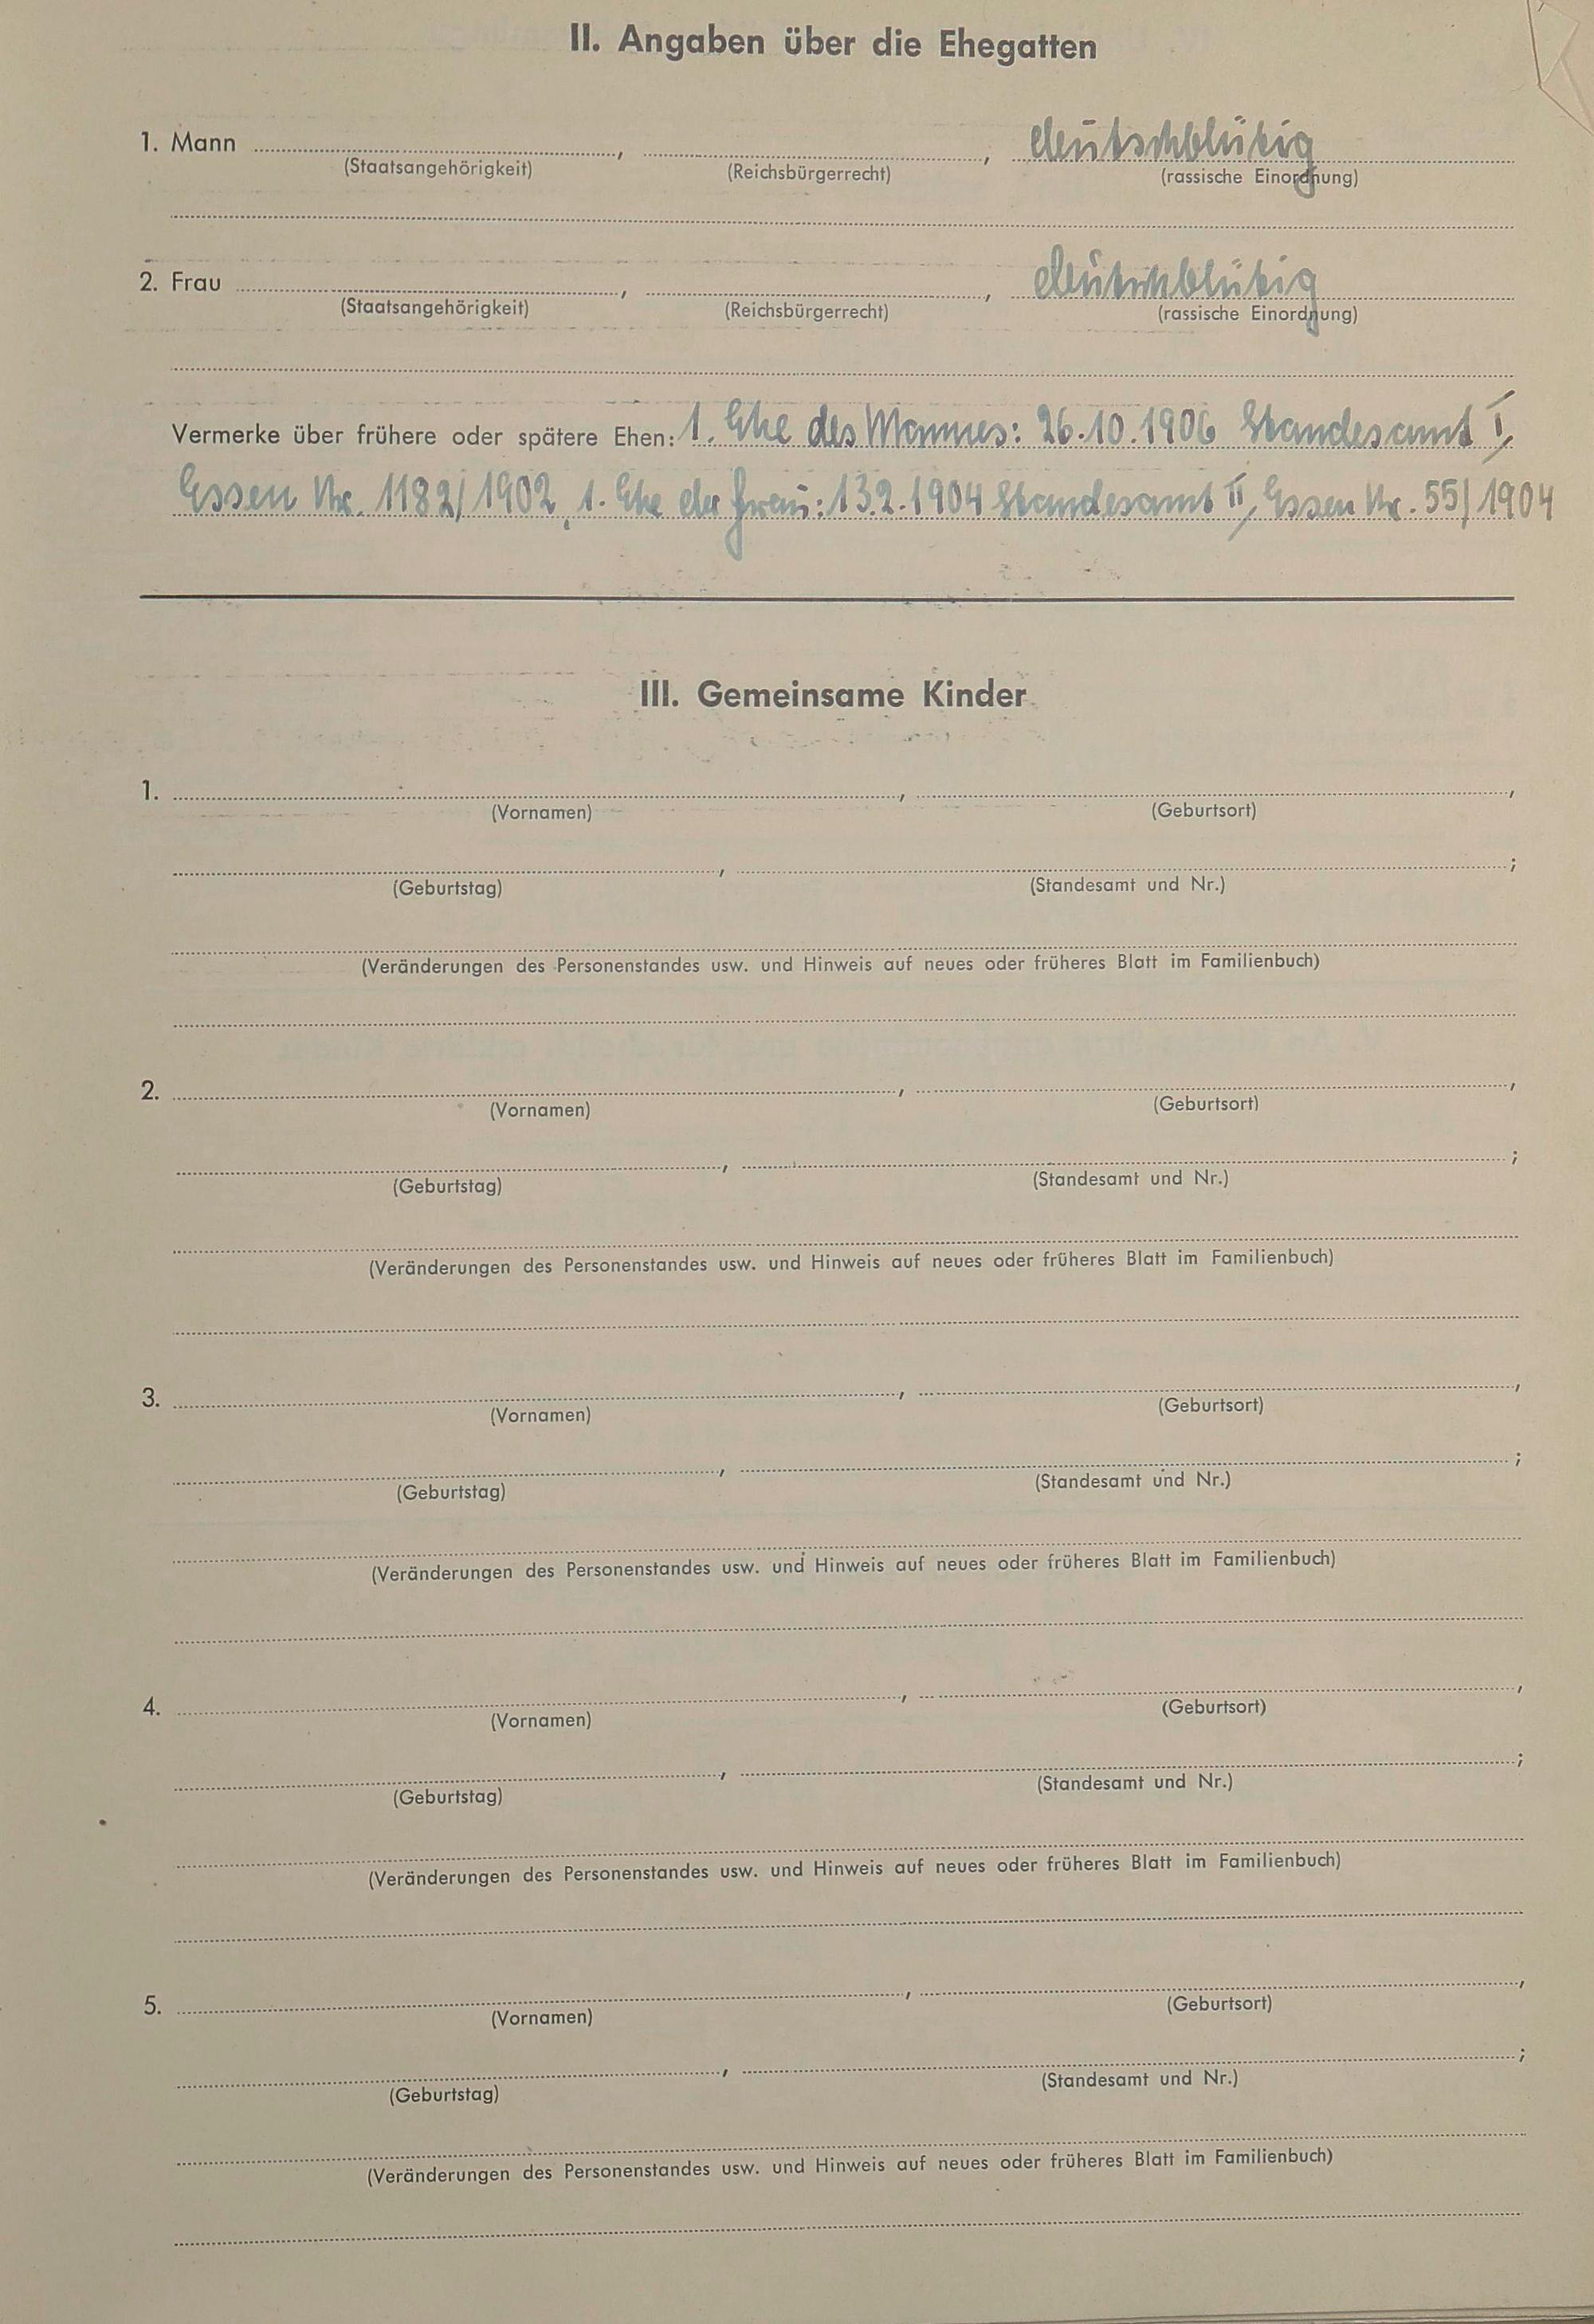 II. Angaben über die Ehegatten
1. Mann , , deutschblütig
(Staatsangehörigkeit) (Reichsbürgerrecht) (rassische Einordnung)
2. Frau , , deutschblütig
(Staatsangehörigkeit) (Reichsbürgerrecht) (rassische Einordnung)
Vermerke über frühere oder spätere Ehen: 1. Ehe des Mannes: 26.10.1906 Standesamt I,
Essen Nr. 1182/1902, 1. Ehe der Frau: 13.2.1904 Standesamt II, Essen Nr. 55/1904
III. Gemeinsame Kinder
1. , ,
(Vornamen) (Geburtsort)
, ;
(Geburtstag) (Standesamt und Nr.)
(Veränderungen des Personenstandes usw. und Hinweis auf neues oder früheres Blatt im Familienbuch)
2. , ,
(Vornamen) (Geburtsort)
, ;
(Geburtstag) (Standesamt und Nr.)
(Veränderungen des Personenstandes usw. und Hinweis auf neues oder früheres Blatt im Familienbuch)
3. , ,
(Vornamen) (Geburtsort)
, ;
(Geburtstag) (Standesamt und Nr.)
(Veränderungen des Personenstandes usw. und Hinweis auf neues oder früheres Blatt im Familienbuch)
4. , ,
(Vornamen) (Geburtsort)
, ;
(Geburtstag) (Standesamt und Nr.)
(Veränderungen des Personenstandes usw. und Hinweis auf neues oder früheres Blatt im Familienbuch)
5. , ,
(Vornamen) (Geburtsort)
, ;
(Geburtstag) (Standesamt und Nr.)
(Veränderungen des Personenstandes usw. und Hinweis auf neues oder früheres Blatt im Familienbuch)